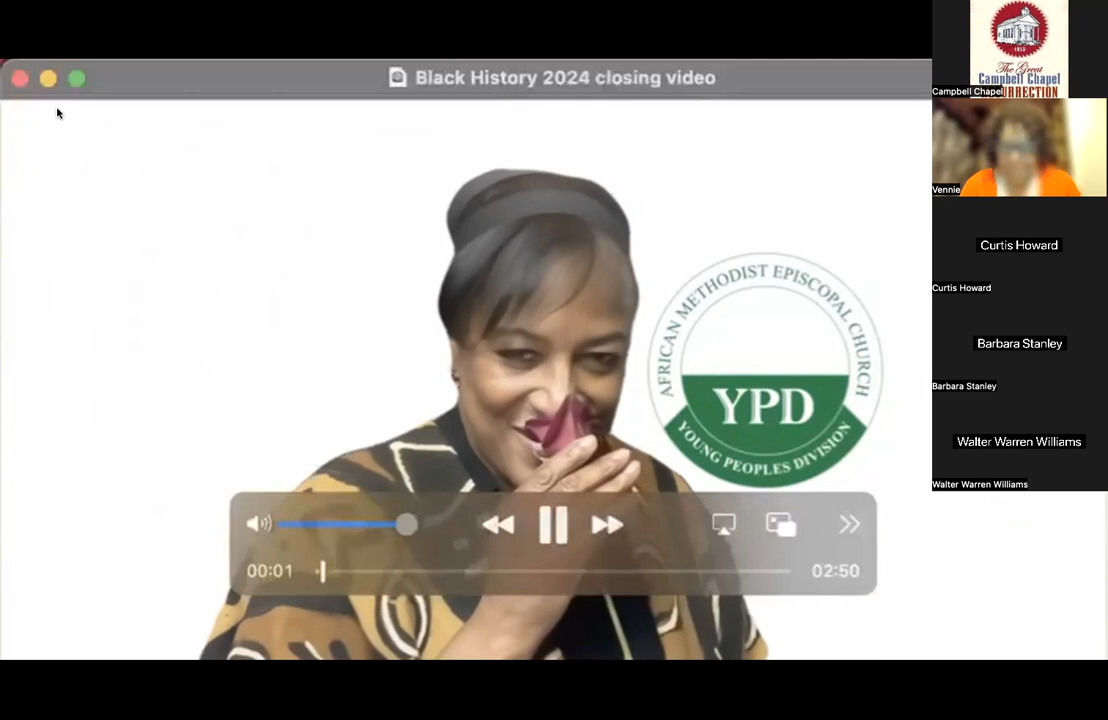 Black History 2024 closing video
AFRICAN METHODIST EPISCOPAL CHURCH
YPD
YOUNG PEOPLES DIVISION
00:01
02:50
1853
The Great
Campbell Chapel
Campbell Chapel
Vennie
Curtis Howard
Curtis Howard
Barbara Stanley
Barbara Stanley
Walter Warren Williams
Walter Warren Williams